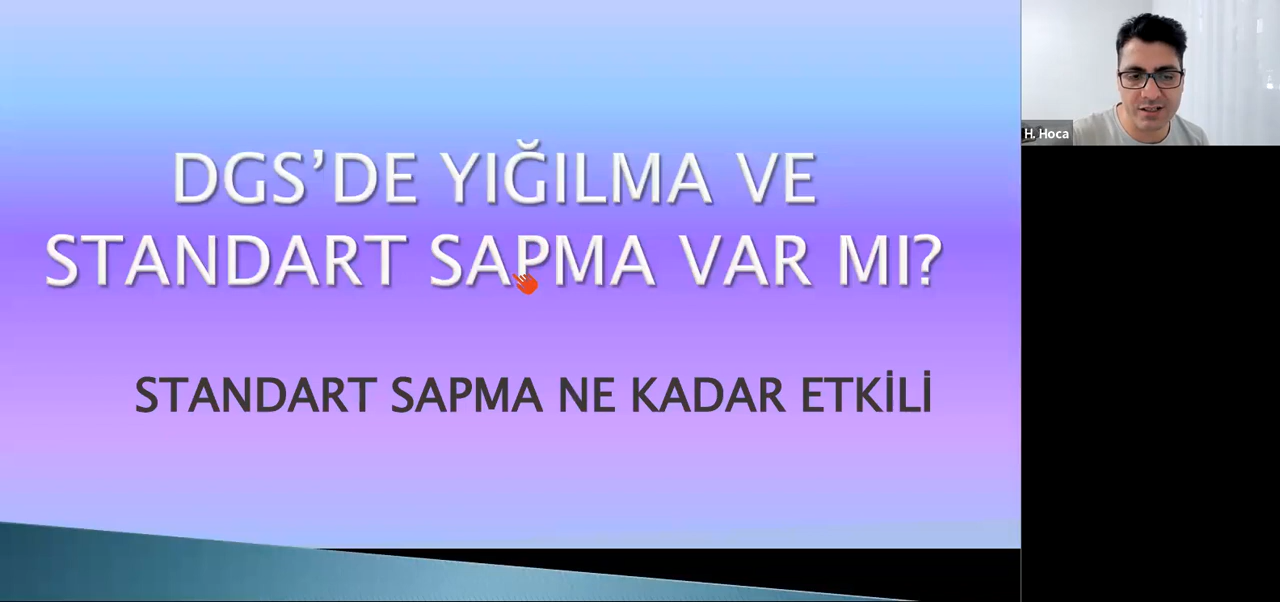 DGS’DE YIĞILMA VE
STANDART SAPMA VAR MI?
STANDART SAPMA NE KADAR ETKİLİ
H. Hoca